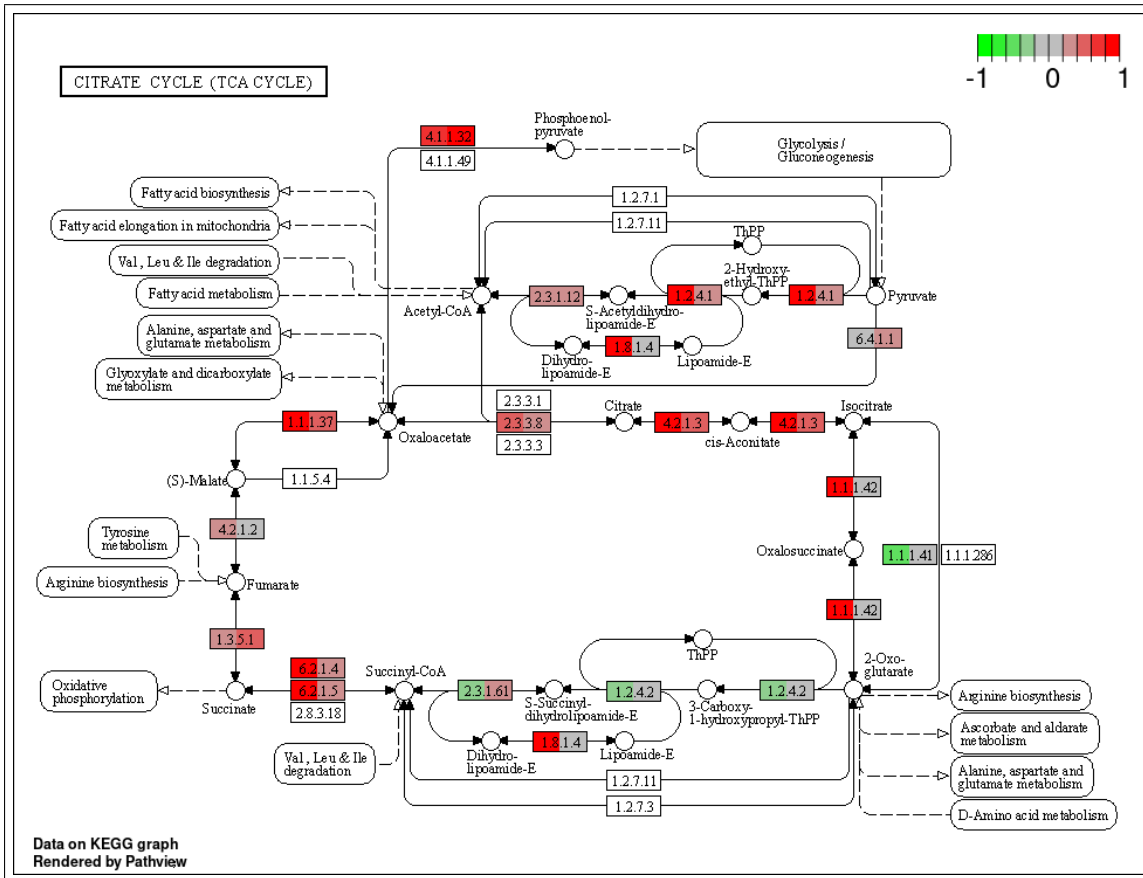 -1
0
1
CITRATE CYCLE (TCA CYCLE)
Phosphoenol-
pyruvate
4.1.1.32
4.1.1.49
Glycolysis /
Gluconeogenesis
Fatty acid biosynthesis
Fatty acid elongation in mitochondria
Val, Leu & Ile degradation
Fatty acid metabolism
Alanine, aspartate and
glutamate metabolism
Glyoxylate and dicarboxylate
metabolism
1.2.7.1
1.2.7.11
ThPP
2-Hydroxy-
ethyl-ThPP
Acetyl-CoA
2.3.1.12
1.2.4.1
1.2.4.1
Pyruvate
S-Acetyldihydro-
lipoamide-E
1.8.1.4
Dihydro-
lipoamide-E
Lipoamide-E
6.4.1.1
1.1.1.37
Oxaloacetate
2.3.3.1
2.3.3.8
2.3.3.3
Citrate
4.2.1.3
cis-Aconitate
4.2.1.3
Isocitrate
(S)-Malate
1.1.5.4
1.1.1.42
4.2.1.2
Tyrosine
metabolism
Oxalosuccinate
1.1.1.41
1.1.1.286
Arginine biosynthesis
Fumarate
1.1.1.42
1.3.5.1
ThPP
2-Oxo-
glutarate
Oxidative
phosphorylation
Succinate
6.2.1.4
6.2.1.5
2.8.3.18
Succinyl-CoA
2.3.1.61
1.2.4.2
1.2.4.2
S-Succinyl-
dihydrolipoamide-E
3-Carboxy-
1-hydroxypropyl-ThPP
Arginine biosynthesis
Val, Leu & Ile
degradation
1.8.1.4
Dihydro-
lipoamide-E
Lipoamide-E
Ascorbate and aldarate
metabolism
1.2.7.11
Alanine, aspartate and
glutamate metabolism
1.2.7.3
D-Amino acid metabolism
Data on KEGG graph
Rendered by Pathview